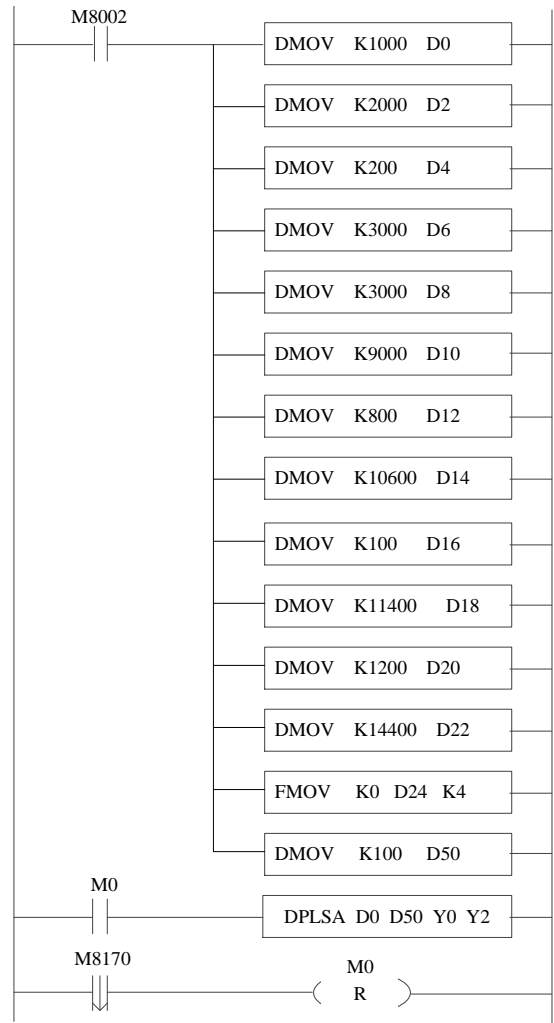 M8002
DMOV K1000 D0
DMOV K2000 D2
DMOV K200 D4
DMOV K3000 D6
DMOV K3000 D8
DMOV K9000 D10
DMOV K800 D12
DMOV K10600 D14
DMOV K100 D16
DMOV K11400 D18
DMOV K1200 D20
DMOV K14400 D22
FMOV K0 D24 K4
DMOV K100 D50
M0
DPLSA D0 D50 Y0 Y2
M8170
M0
R